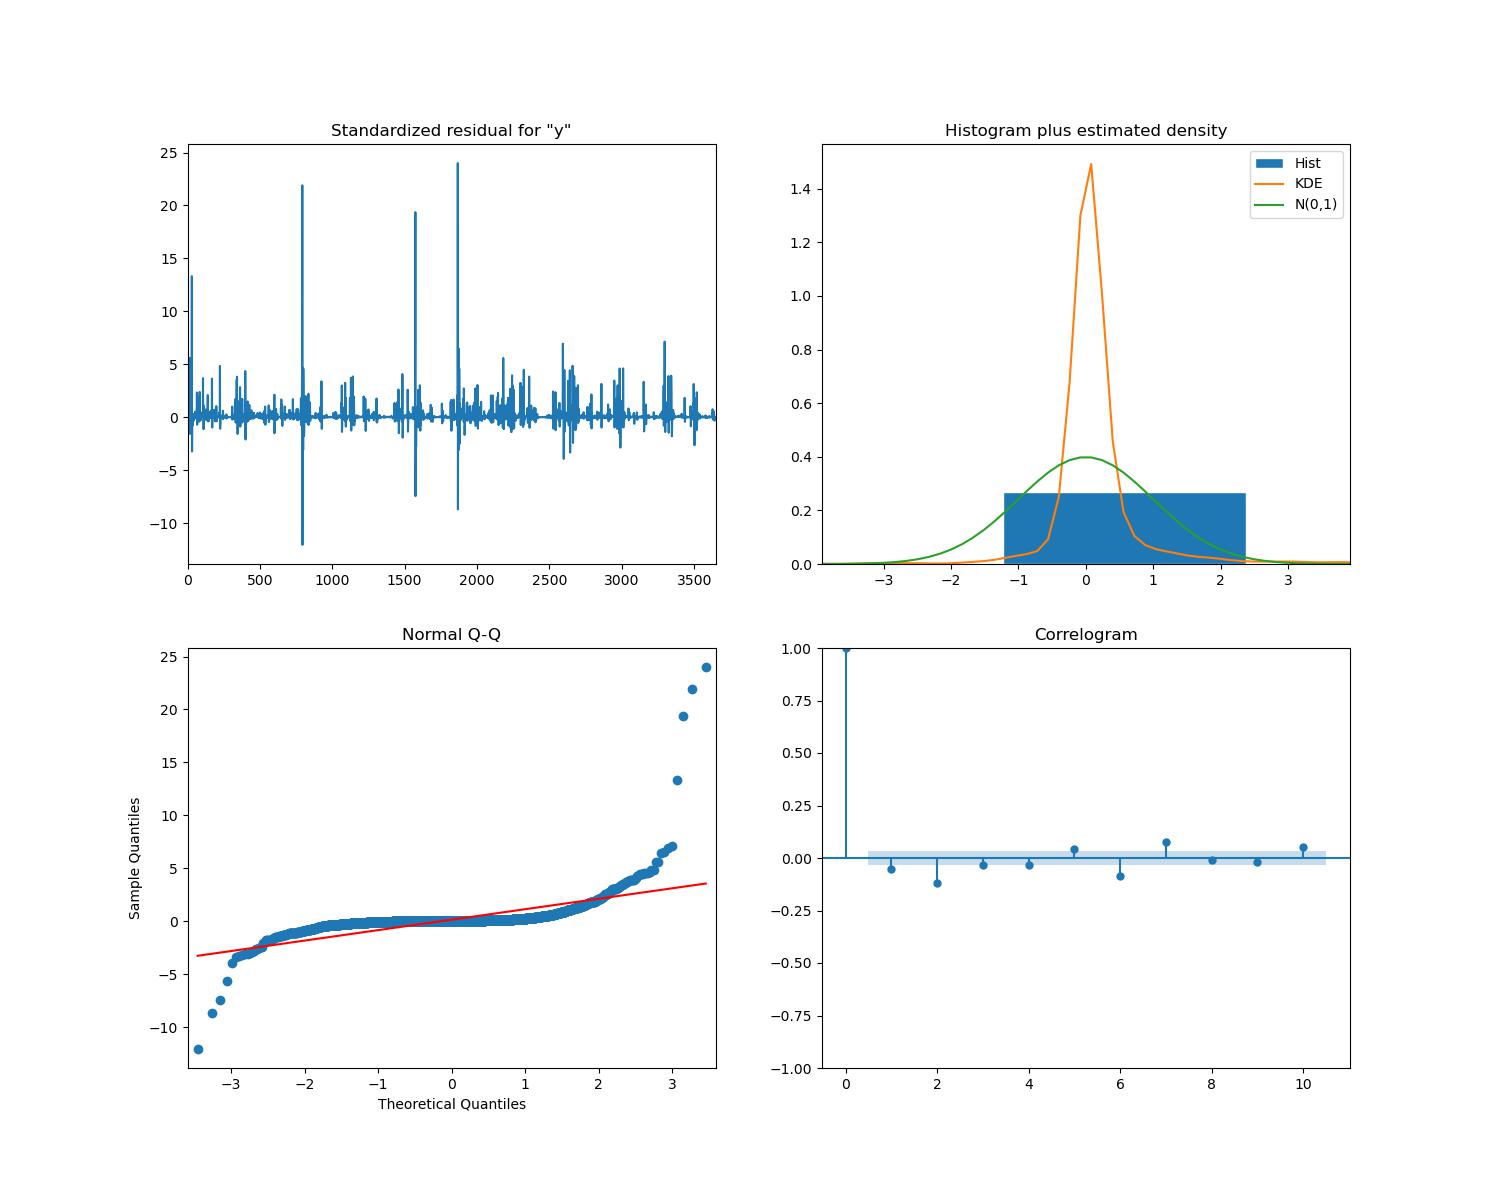 Standardized residual for "y"
25
20
15
10
5
0
−5
−10
0 500 1000 1500 2000 2500 3000 3500
Histogram plus estimated density
Hist
KDE
N(0,1)
1.4
1.2
1.0
0.8
0.6
0.4
0.2
0.0
−3 −2 −1 0 1 2 3
Normal Q-Q
Sample Quantiles
25
20
15
10
5
0
−5
−10
−3 −2 −1 0 1 2 3
Theoretical Quantiles
Correlogram
1.00
0.75
0.50
0.25
0.00
−0.25
−0.50
−0.75
−1.00
0 2 4 6 8 10